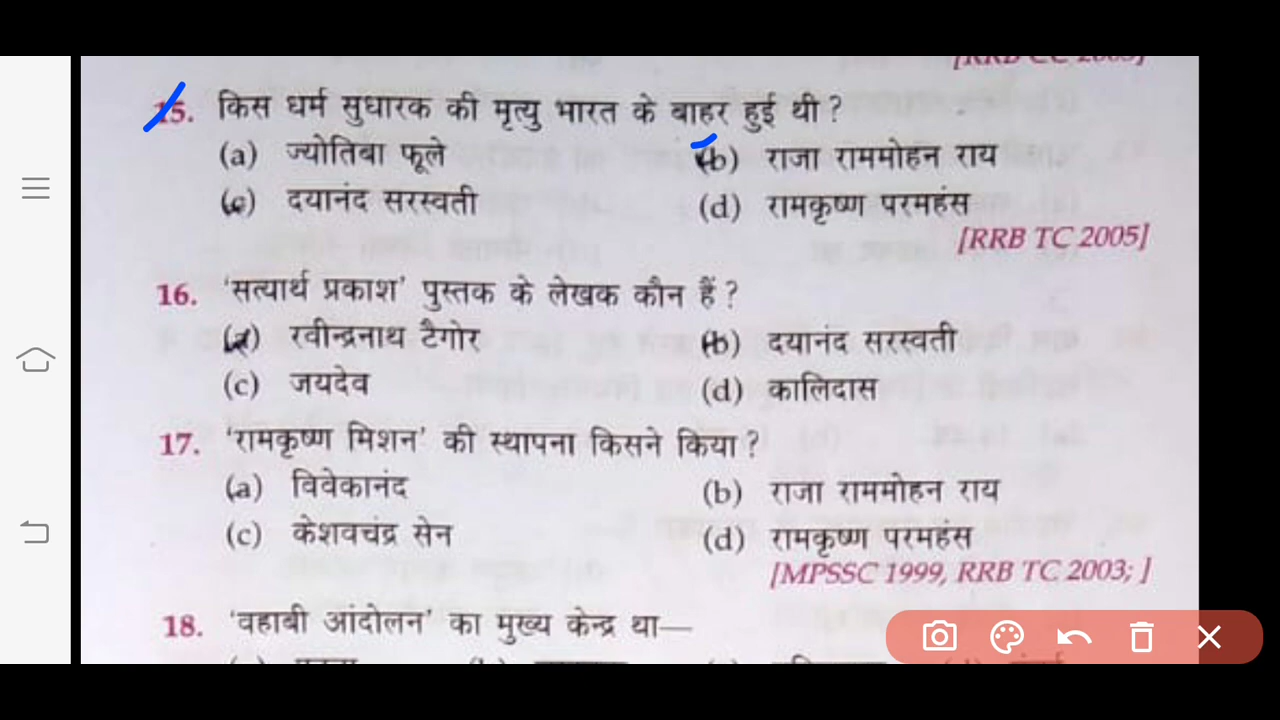 15. किस धर्म सुधारक की मृत्यु भारत के बाहर हुई थी ?
(a) ज्योतिबा फूले (b) राजा राममोहन राय
(c) दयानंद सरस्वती (d) रामकृष्ण परमहंस
[RRB TC 2005]
16. 'सत्यार्थ प्रकाश' पुस्तक के लेखक कौन हैं ?
(a) रवीन्द्रनाथ टैगोर (b) दयानंद सरस्वती
(c) जयदेव (d) कालिदास
17. 'रामकृष्ण मिशन' की स्थापना किसने किया ?
(a) विवेकानंद (b) राजा राममोहन राय
(c) केशवचंद्र सेन (d) रामकृष्ण परमहंस
[MPSSC 1999, RRB TC 2003; ]
18. 'वहाबी आंदोलन' का मुख्य केन्द्र था—